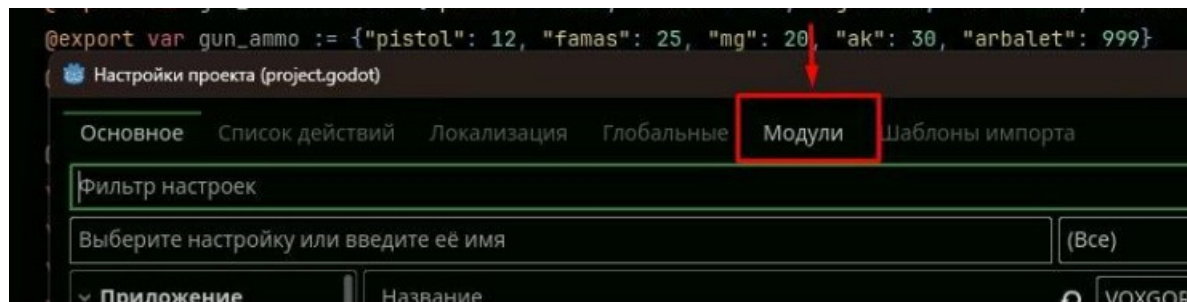 @export var gun_ammo := {"pistol": 12, "famas": 25, "mg": 20, "ak": 30, "arbalet": 999}
Настройки проекта (project.godot)
Основное Список действий Локализация Глобальные Модули Шаблоны импорта
Фильтр настроек
Выберите настройку или введите её имя (Все)
Приложение Название VOXGOR